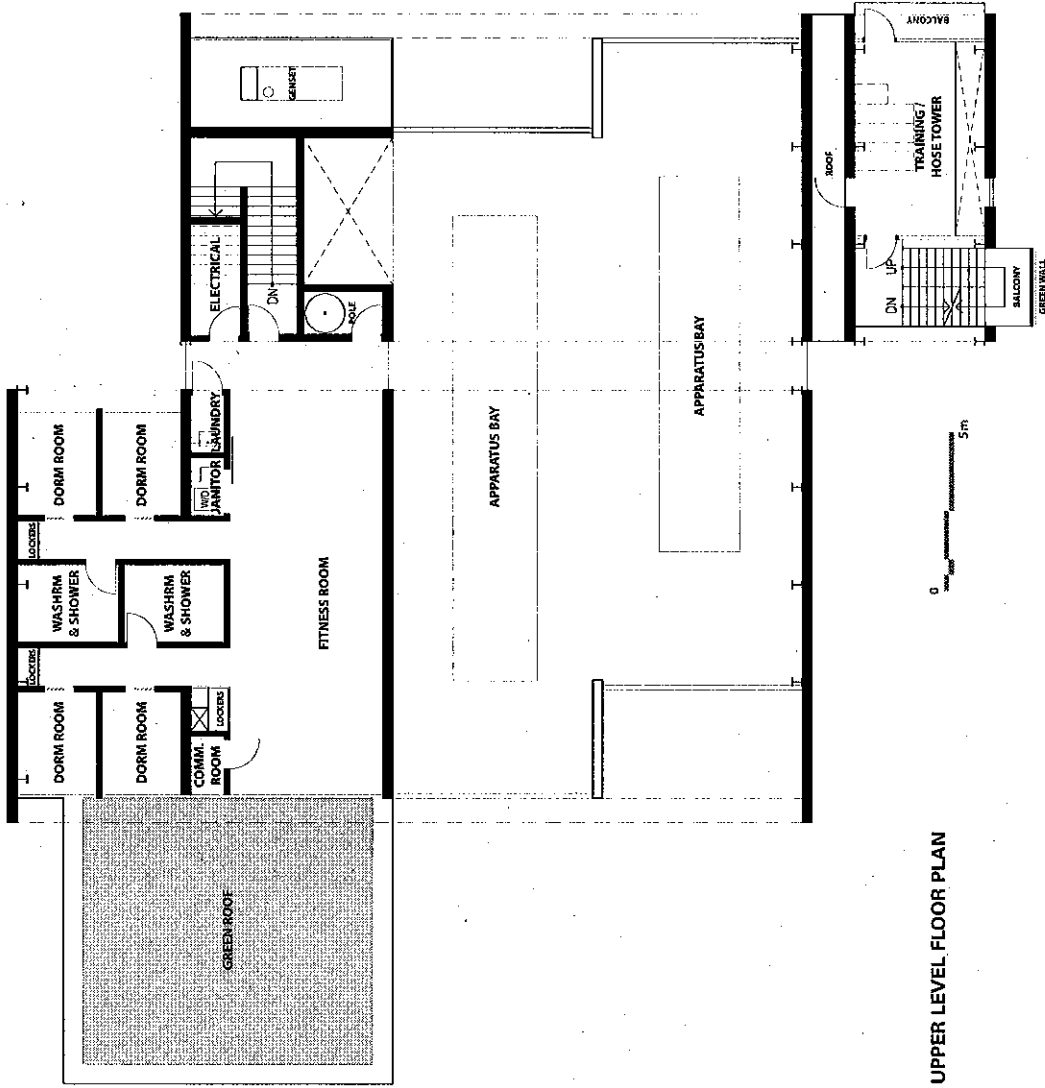 GENSET
ELECTRICAL
DN
POLE
DORM ROOM
DORM ROOM
LAUNDRY
W/D
JANITOR
LOCKERS
WASHRM
& SHOWER
WASHRM
& SHOWER
LOCKERS
DORM ROOM
DORM ROOM
COMM.
ROOM
LOCKERS
FITNESS ROOM
GREEN ROOF
APPARATUS BAY
APPARATUS BAY
ROOF
BALCONY
TRAINING /
HOSE TOWER
DN
UP
BALCONY
GREEN WALL
0
5m
UPPER LEVEL FLOOR PLAN